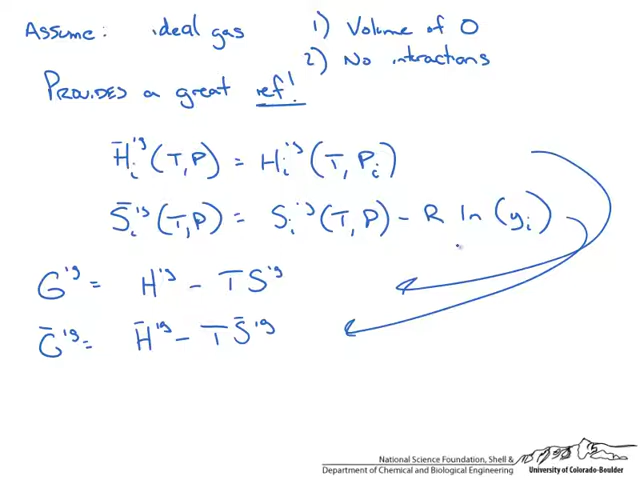 Assume: ideal gas 1) Volume of 0
2) No intractions
Provides a great ref!
H̄ᵢⁱᵍ (T, P) = Hᵢⁱᵍ (T, Pᵢ)
S̄ᵢⁱᵍ (T, P) = Sᵢⁱᵍ (T, P) - R ln (yᵢ)
Gⁱᵍ = Hⁱᵍ - TSⁱᵍ
Ḡⁱᵍ = H̄ⁱᵍ - TS̄ⁱᵍ
National Science Foundation, Shell &
Department of Chemical and Biological Engineering
University of Colorado-Boulder